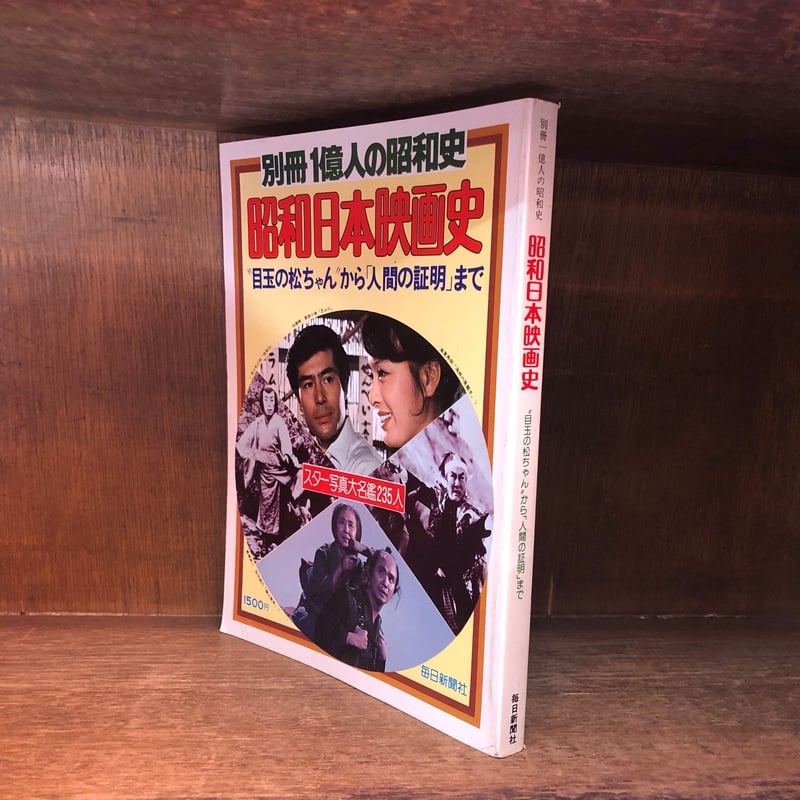 別冊1億人の昭和史
昭和日本映画史
"目玉の松ちゃん"から「人間の証明」まで
スター写真大名鑑235人
1500円
毎日新聞社
別冊一億人の昭和史
昭和日本映画史
"目玉の松ちゃん"から「人間の証明」まで
毎日新聞社